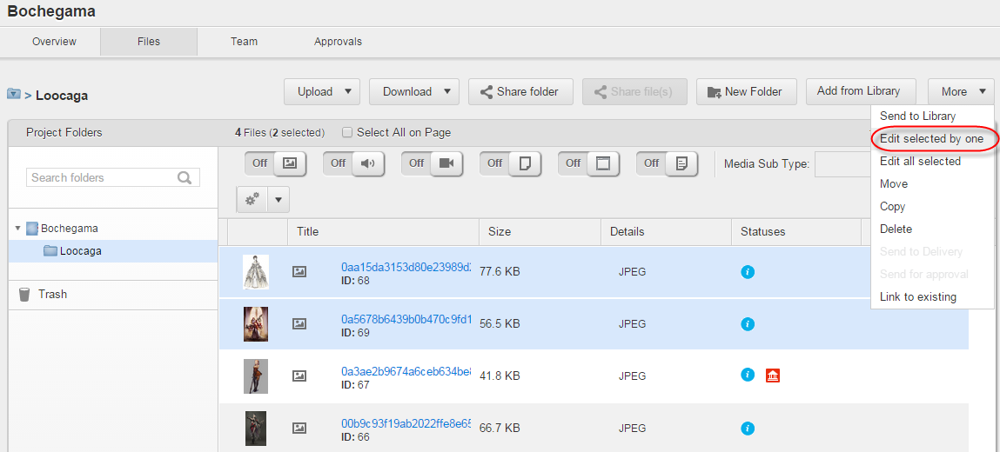 Bochegama
Overview Files Team Approvals
> Loocaga Upload Download Share folder Share file(s) New Folder Add from Library More
Send to Library
Edit selected by one
Edit all selected
Move
Copy
Delete
Send to Delivery
Send for approval
Link to existing
Project Folders 4 Files (2 selected) Select All on Page
Off Off Off Off Off Off Media Sub Type:
Search folders
Bochegama
Loocaga
Trash
Title Size Details Statuses
0aa15da3153d80e23989d2 77.6 KB JPEG
ID: 68
0a5678b6439b0b470c9fd1 56.5 KB JPEG
ID: 69
0a3ae2b9674a6ceb634be8 41.8 KB JPEG
ID: 67
00b9c93f19ab2022ffe8e65 66.7 KB JPEG
ID: 66